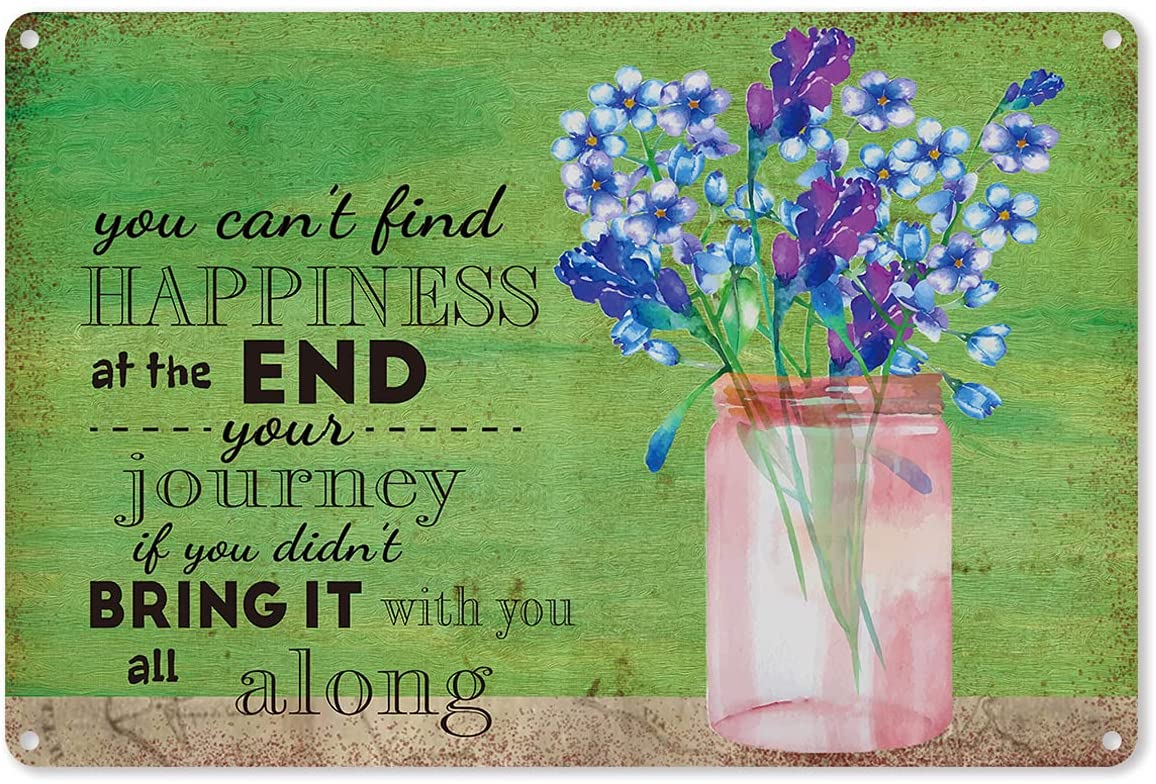 you can't find
HAPPINESS
at the END
your
journey
if you didn't
BRING IT with you
all along